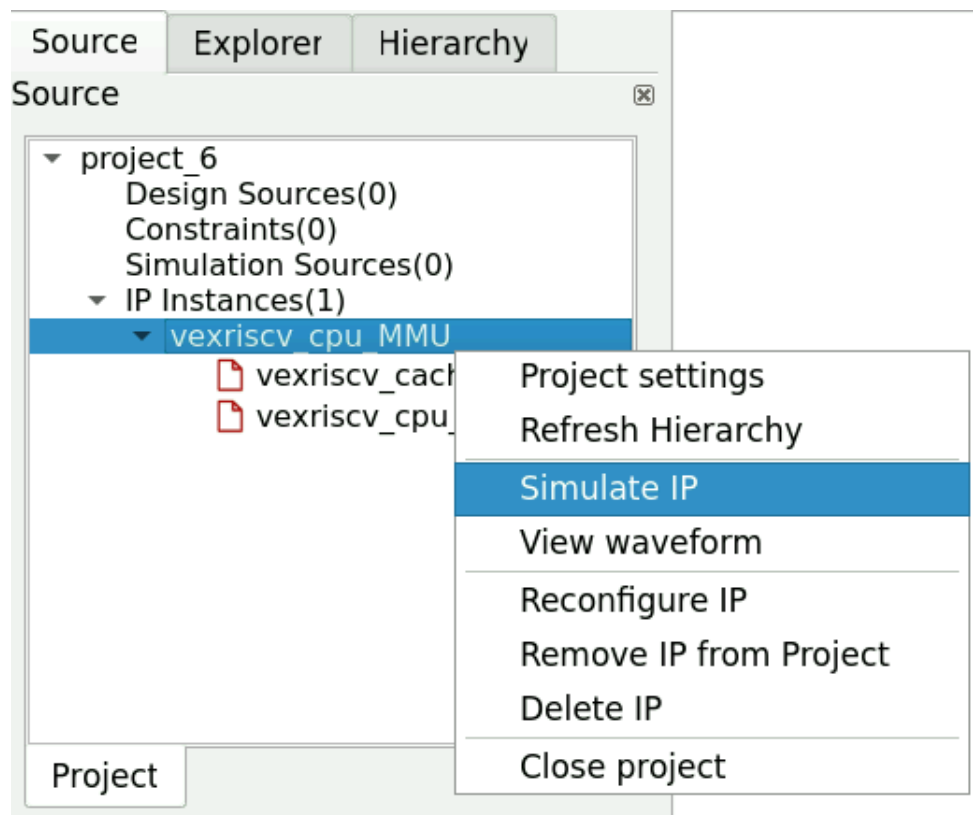 Source Explorer Hierarchy
Source
project_6
Design Sources(0)
Constraints(0)
Simulation Sources(0)
IP Instances(1)
vexriscv_cpu_MMU
vexriscv_cach
vexriscv_cpu_
Project settings
Refresh Hierarchy
Simulate IP
View waveform
Reconfigure IP
Remove IP from Project
Delete IP
Close project
Project